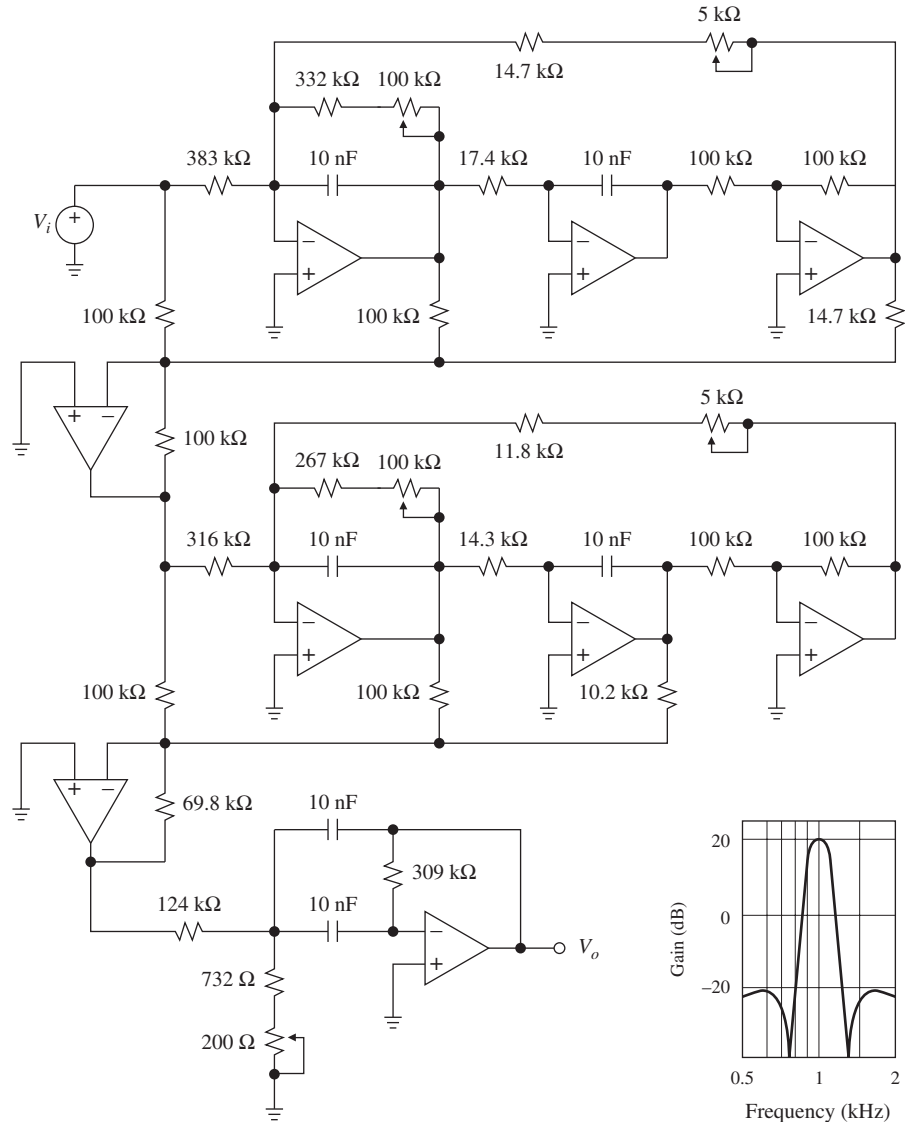 5 kΩ
14.7 kΩ
332 kΩ 100 kΩ
383 kΩ 10 nF 17.4 kΩ 10 nF 100 kΩ 100 kΩ
Vi
+
− − −
+ + +
100 kΩ 100 kΩ 14.7 kΩ
+ −
100 kΩ
5 kΩ
11.8 kΩ
267 kΩ 100 kΩ
316 kΩ 10 nF 14.3 kΩ 10 nF 100 kΩ 100 kΩ
− − −
+ + +
100 kΩ 100 kΩ 10.2 kΩ
+ −
69.8 kΩ
10 nF
309 kΩ
124 kΩ 10 nF
−
+
Vo
732 Ω
200 Ω
Gain (dB)
20
0
−20
0.5 1 2
Frequency (kHz)